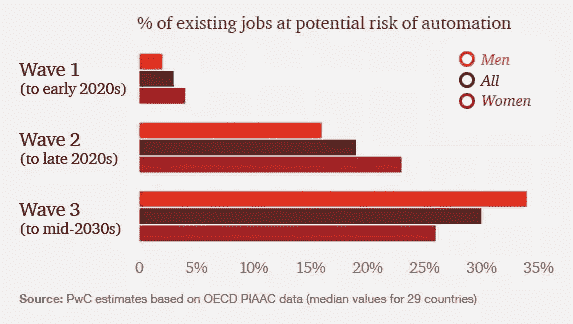 % of existing jobs at potential risk of automation
Men
All
Women
Wave 1
(to early 2020s)
Wave 2
(to late 2020s)
Wave 3
(to mid-2030s)
0 5% 10% 15% 20% 25% 30% 35%
Source: PwC estimates based on OECD PIAAC data (median values for 29 countries)